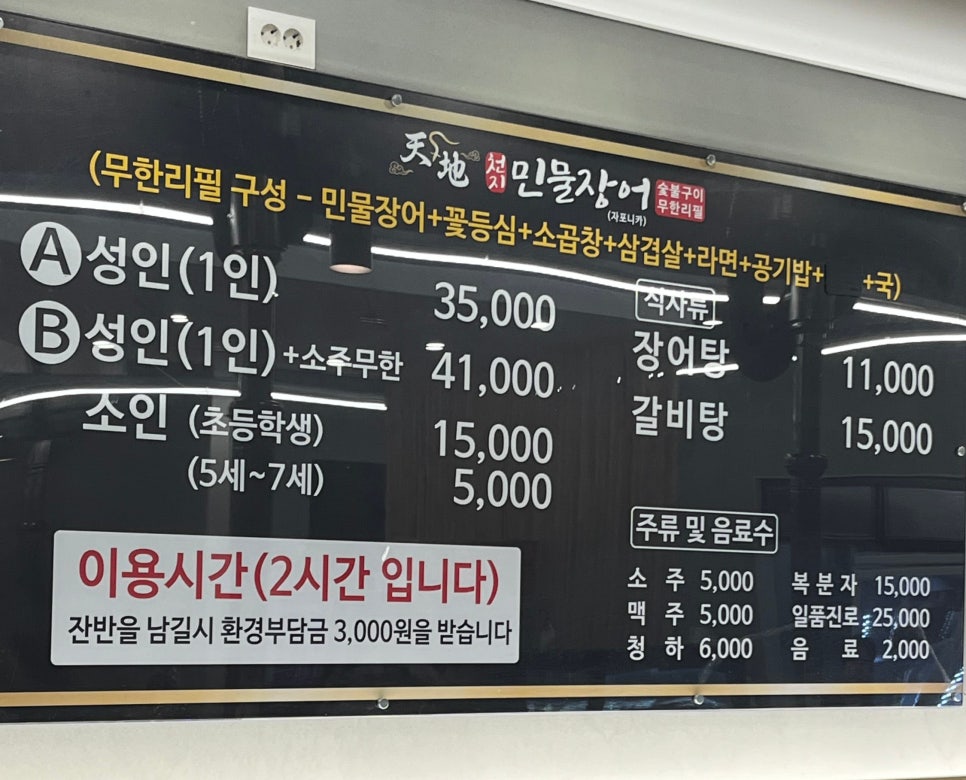 天地 천지 민물장어 (자포니카) 숯불구이 무한리필
(무한리필 구성 – 민물장어+꽃등심+소곱창+삼겹살+라면+공기밥+ +국)
A 성인(1인) 35,000
B 성인(1인)+소주무한 41,000
소인 (초등학생) 15,000
(5세~7세) 5,000
이용시간(2시간 입니다)
잔반을 남길시 환경부담금 3,000원을 받습니다
식사류
장어탕 11,000
갈비탕 15,000
주류 및 음료수
소 주 5,000 복분자 15,000
맥 주 5,000 일품진로 25,000
청 하 6,000 음 료 2,000